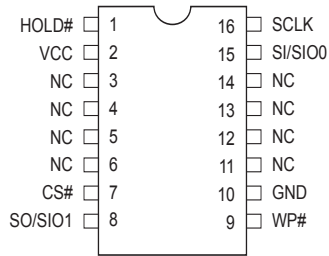 HOLD# 1 16 SCLK
VCC 2 15 SI/SIO0
NC 3 14 NC
NC 4 13 NC
NC 5 12 NC
NC 6 11 NC
CS# 7 10 GND
SO/SIO1 8 9 WP#